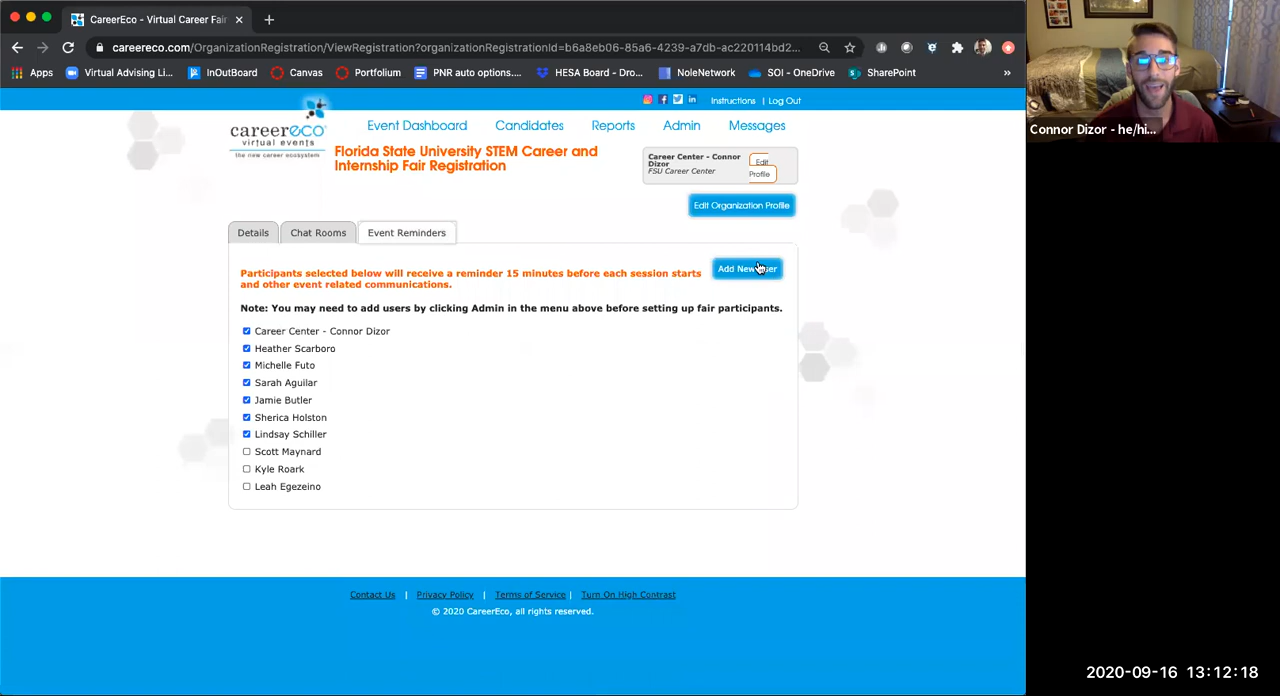 CareerEco - Virtual Career Fair
careereco.com/OrganizationRegistration/ViewRegistration?organizationRegistrationId=b6a8eb06-85a6-4239-a7db-ac220114bd2...
Apps Virtual Advising Li... InOutBoard Canvas Portfolium PNR auto options.... HESA Board - Dro... NoleNetwork SOI - OneDrive SharePoint »
Instructions | Log Out
careereco
virtual events
the new career ecosystem
Event Dashboard Candidates Reports Admin Messages
Florida State University STEM Career and
Internship Fair Registration
Career Center - Connor
Dizor
FSU Career Center
Edit
Profile
Edit Organization Profile
Details Chat Rooms Event Reminders
Participants selected below will receive a reminder 15 minutes before each session starts
and other event related communications.
Add New User
Note: You may need to add users by clicking Admin in the menu above before setting up fair participants.
Career Center - Connor Dizor
Heather Scarboro
Michelle Futo
Sarah Aguilar
Jamie Butler
Sherica Holston
Lindsay Schiller
Scott Maynard
Kyle Roark
Leah Egezeino
Contact Us | Privacy Policy | Terms of Service | Turn On High Contrast
© 2020 CareerEco, all rights reserved.
Connor Dizor - he/hi...
2020-09-16 13:12:18